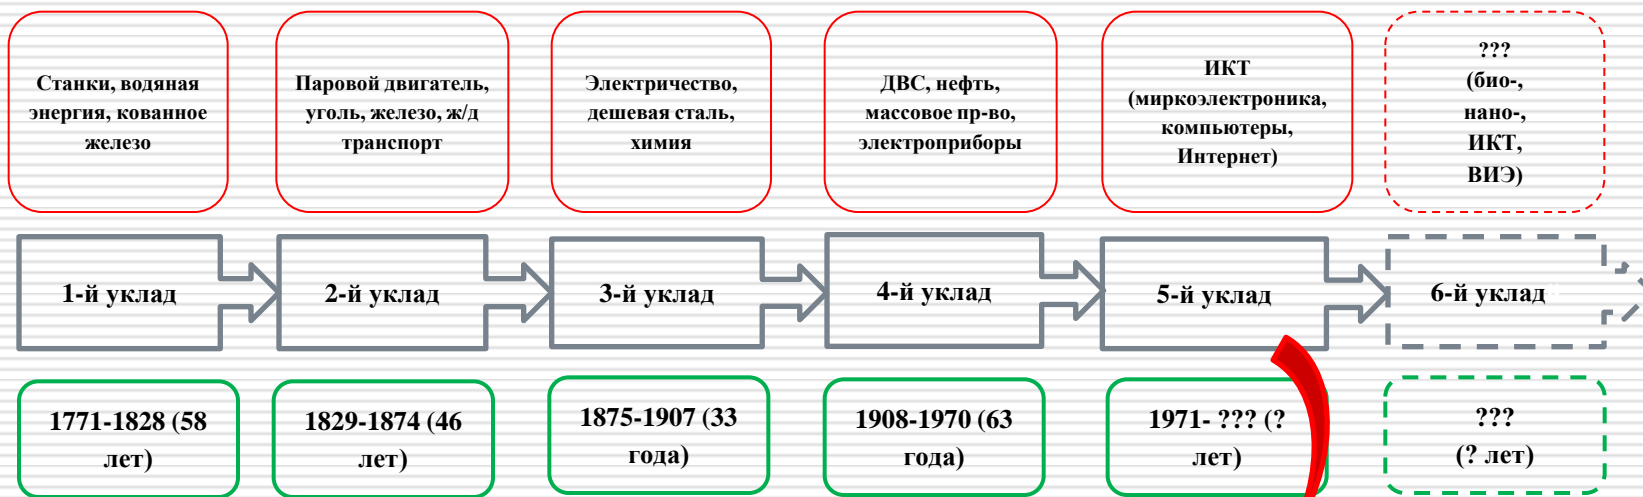 Станки, водяная
энергия, кованное
железо
Паровой двигатель,
уголь, железо, ж/д
транспорт
Электричество,
дешевая сталь,
химия
ДВС, нефть,
массовое пр-во,
электроприборы
ИКТ
(миркоэлектроника,
компьютеры,
Интернет)
???
(био-,
нано-,
ИКТ,
ВИЭ)
1-й уклад
2-й уклад
3-й уклад
4-й уклад
5-й уклад
6-й уклад
1771-1828 (58
лет)
1829-1874 (46
лет)
1875-1907 (33
года)
1908-1970 (63
года)
1971- ??? (?
лет)
???
(? лет)